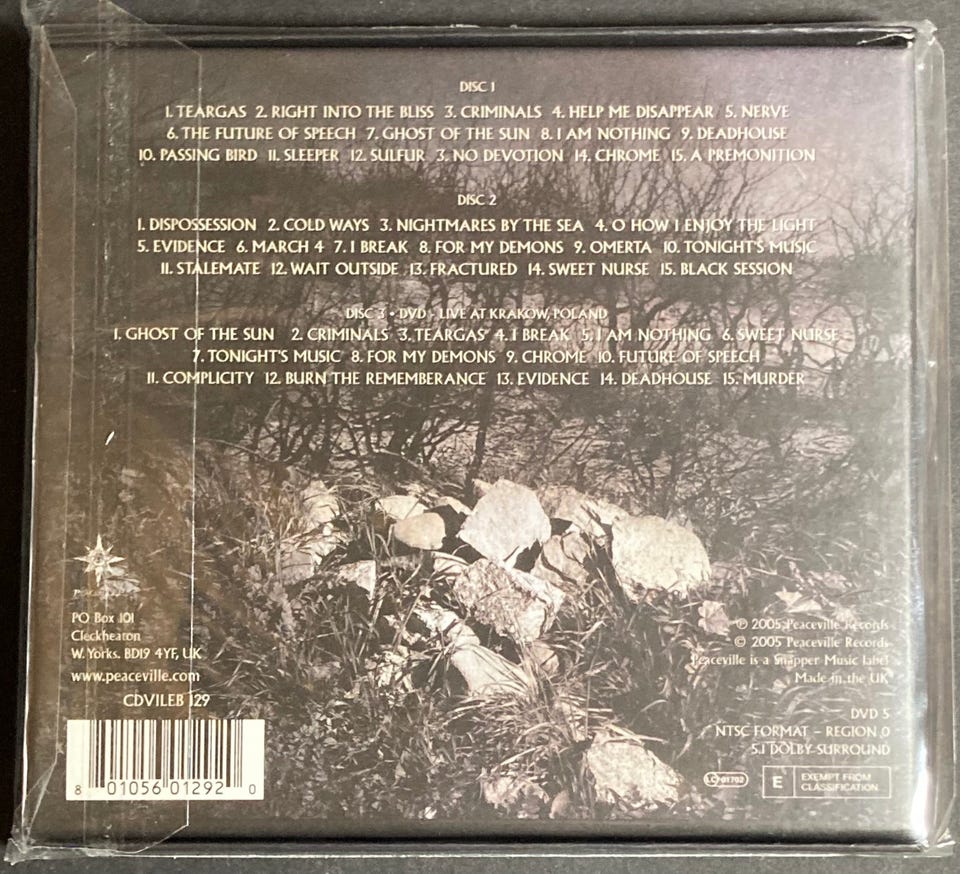 DISC 1
1. TEARGAS 2. RIGHT INTO THE BLISS 3. CRIMINALS 4. HELP ME DISAPPEAR 5. NERVE
6. THE FUTURE OF SPEECH 7. GHOST OF THE SUN 8. I AM NOTHING 9. DEADHOUSE
10. PASSING BIRD 11. SLEEPER 12. SULFUR 3. NO DEVOTION 14. CHROME 15. A PREMONITION
DISC 2
1. DISPOSSESSION 2. COLD WAYS 3. NIGHTMARES BY THE SEA 4. O HOW I ENJOY THE LIGHT
5. EVIDENCE 6. MARCH 4 7. I BREAK 8. FOR MY DEMONS 9. OMERTA 10. TONIGHT'S MUSIC
11. STALEMATE 12. WAIT OUTSIDE 13. FRACTURED 14. SWEET NURSE 15. BLACK SESSION
DISC 3 • DVD - LIVE AT KRAKOW, POLAND
1. GHOST OF THE SUN 2. CRIMINALS 3. TEARGAS 4. I BREAK 5. I AM NOTHING 6. SWEET NURSE
7. TONIGHT'S MUSIC 8. FOR MY DEMONS 9. CHROME 10. FUTURE OF SPEECH
11. COMPLICITY 12. BURN THE REMEMBERANCE 13. EVIDENCE 14. DEADHOUSE 15. MURDER
PO Box 101
Cleckheaton
W. Yorks. BD19 4YF, UK
www.peaceville.com
CDVILEB 129
8 01056 01292 0
℗ 2005 Peaceville Records
© 2005 Peaceville Records
Peaceville is a Snapper Music label
Made in the UK
DVD 5
NTSC FORMAT – REGION 0
5.1 DOLBY SURROUND
LC 01702
E EXEMPT FROM
CLASSIFICATION